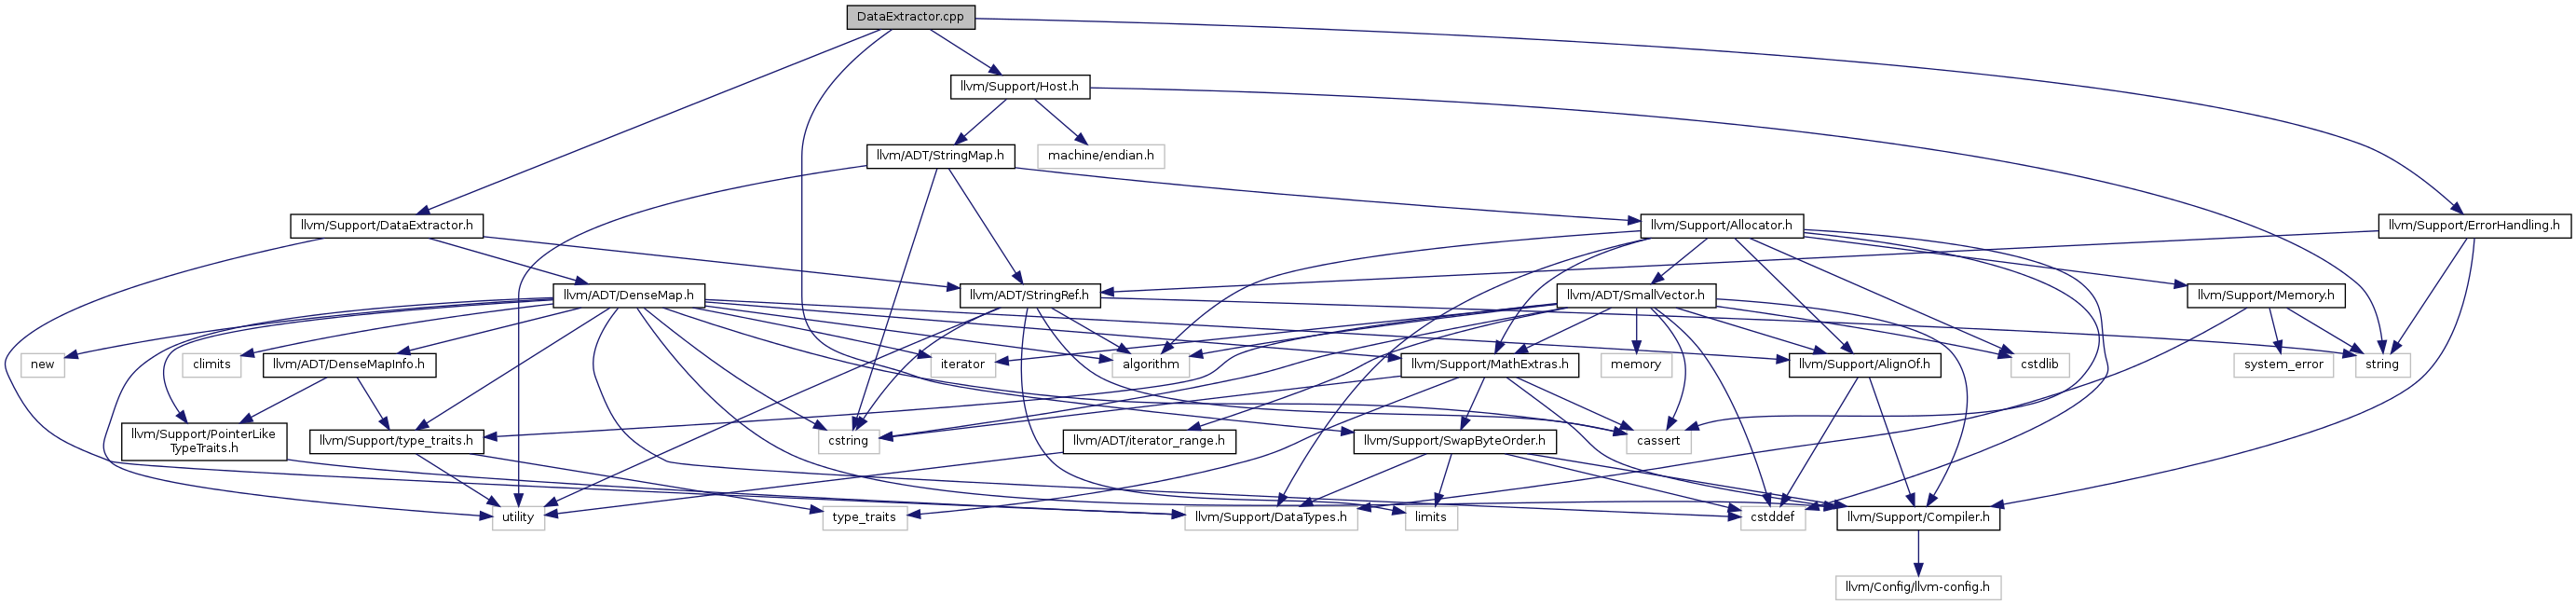 DataExtractor.cpp
llvm/Support/Host.h
llvm/ADT/StringMap.h
machine/endian.h
llvm/Support/DataExtractor.h
llvm/Support/Allocator.h
llvm/Support/ErrorHandling.h
llvm/ADT/DenseMap.h
llvm/ADT/StringRef.h
llvm/ADT/SmallVector.h
llvm/Support/Memory.h
new
climits
llvm/ADT/DenseMapInfo.h
iterator
algorithm
llvm/Support/MathExtras.h
memory
llvm/Support/AlignOf.h
cstdlib
system_error
string
llvm/Support/PointerLike
TypeTraits.h
llvm/Support/type_traits.h
cstring
llvm/ADT/iterator_range.h
llvm/Support/SwapByteOrder.h
cassert
utility
type_traits
llvm/Support/DataTypes.h
limits
cstddef
llvm/Support/Compiler.h
llvm/Config/llvm-config.h